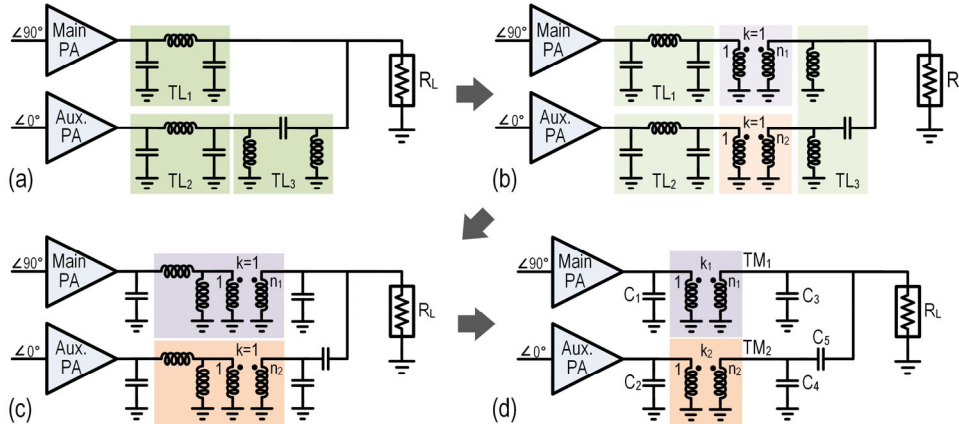 ∠90°
Main
PA
TL₁
R_L
∠0°
Aux.
PA
TL₂
TL₃
(a)
∠90°
Main
PA
TL₁
k=1
1
n₁
R
∠0°
Aux.
PA
TL₂
k=1
1
n₂
TL₃
(b)
∠90°
Main
PA
k=1
1
n₁
R_L
∠0°
Aux.
PA
k=1
1
n₂
(c)
∠90°
Main
PA
C₁
k₁
1
n₁
TM₁
C₃
R_L
∠0°
Aux.
PA
C₂
k₂
1
n₂
TM₂
C₄
C₅
(d)